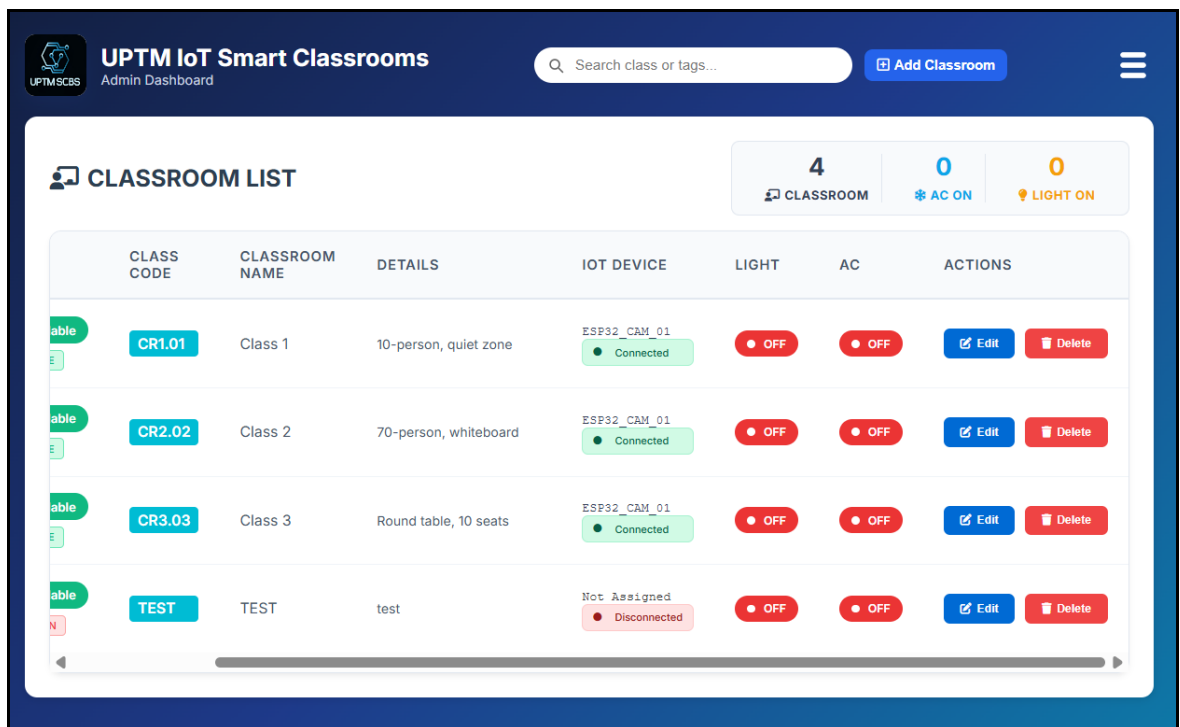 UPTM SCBS
UPTM IoT Smart Classrooms
Admin Dashboard
Search class or tags...
Add Classroom
CLASSROOM LIST
4
CLASSROOM
0
AC ON
0
LIGHT ON
CLASS CODE
CLASSROOM NAME
DETAILS
IOT DEVICE
LIGHT
AC
ACTIONS
able
E
CR1.01
Class 1
10-person, quiet zone
ESP32_CAM_01
Connected
OFF
OFF
Edit
Delete
able
E
CR2.02
Class 2
70-person, whiteboard
ESP32_CAM_01
Connected
OFF
OFF
Edit
Delete
able
E
CR3.03
Class 3
Round table, 10 seats
ESP32_CAM_01
Connected
OFF
OFF
Edit
Delete
able
N
TEST
TEST
test
Not Assigned
Disconnected
OFF
OFF
Edit
Delete